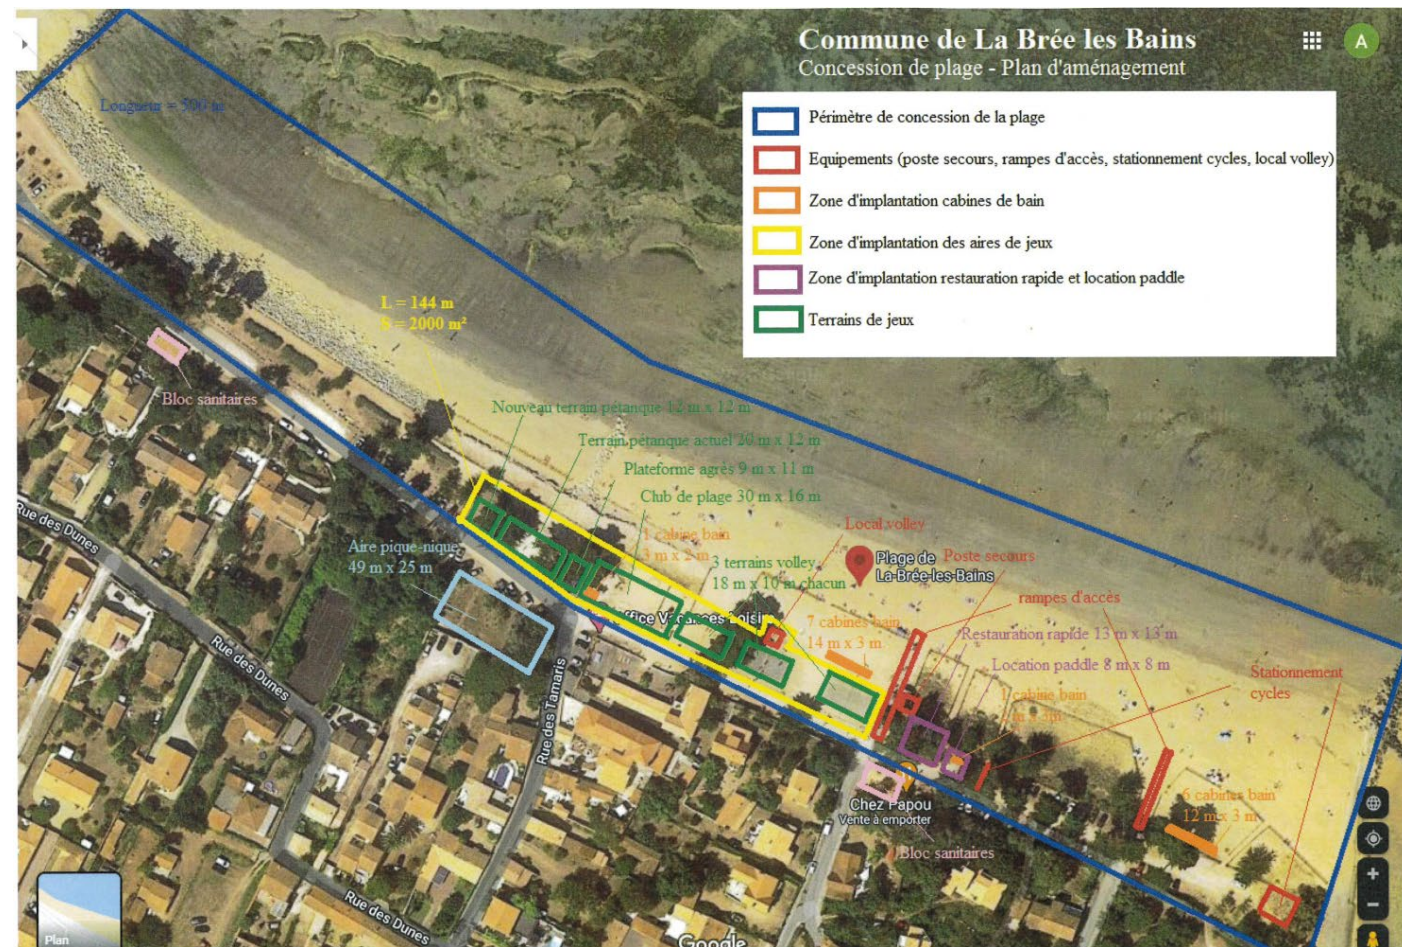 Commune de La Brée les Bains
Concession de plage - Plan d'aménagement
A
Périmètre de concession de la plage
Equipements (poste secours, rampes d'accès, stationnement cycles, local volley)
Zone d'implantation cabines de bain
Zone d'implantation des aires de jeux
Zone d'implantation restauration rapide et location paddle
Terrains de jeux
Longueur = 500 m
L = 144 m
S = 2000 m²
Bloc sanitaires
Nouveau terrain pétanque 12 m x 12 m
Terrain pétanque actuel 20 m x 12 m
Plateforme agrès 9 m x 11 m
Club de plage 30 m x 16 m
1 cabine bain
3 m x 2 m
Local volley
Poste secours
Plage de
La-Brée-les-Bains
3 terrains volley
18 m x 10 m chacun
Rue des Dunes
Aire pique-nique
49 m x 25 m
rampes d'accès
7 cabines bain
14 m x 3 m
Restauration rapide 13 m x 13 m
Location paddle 8 m x 8 m
Stationnement
cycles
1 cabine bain
Rue des Dunes
Rue des Tamaris
6 cabines bain
12 m x 3 m
Chez Papou
Vente à emporter
Bloc sanitaires
Rue des Dunes
Plan
Google